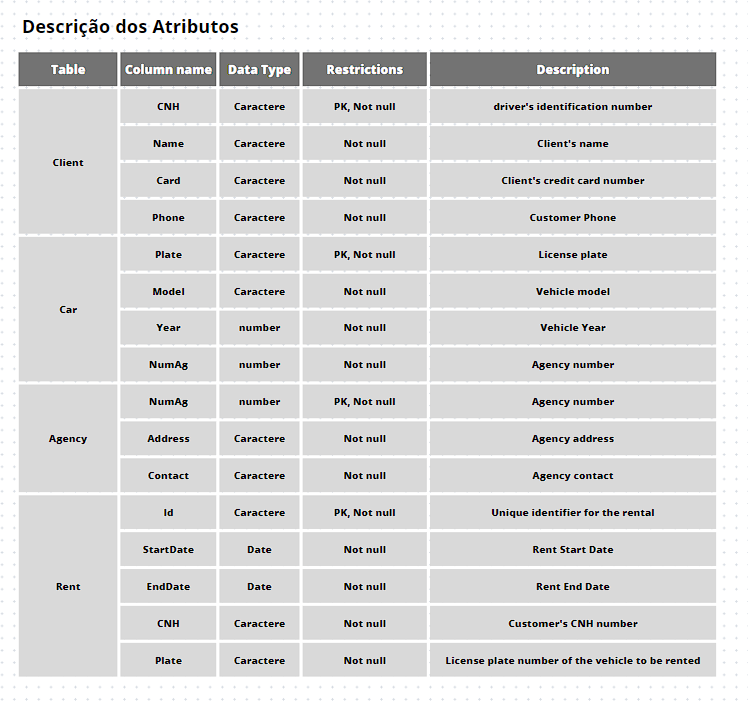 Descrição dos Atributos
Table Column name Data Type Restrictions Description
Client
CNH Caractere PK, Not null driver's identification number
Name Caractere Not null Client's name
Card Caractere Not null Client's credit card number
Phone Caractere Not null Customer Phone
Car
Plate Caractere PK, Not null License plate
Model Caractere Not null Vehicle model
Year number Not null Vehicle Year
NumAg number Not null Agency number
Agency
NumAg number PK, Not null Agency number
Address Caractere Not null Agency address
Contact Caractere Not null Agency contact
Rent
Id Caractere PK, Not null Unique identifier for the rental
StartDate Date Not null Rent Start Date
EndDate Date Not null Rent End Date
CNH Caractere Not null Customer's CNH number
Plate Caractere Not null License plate number of the vehicle to be rented